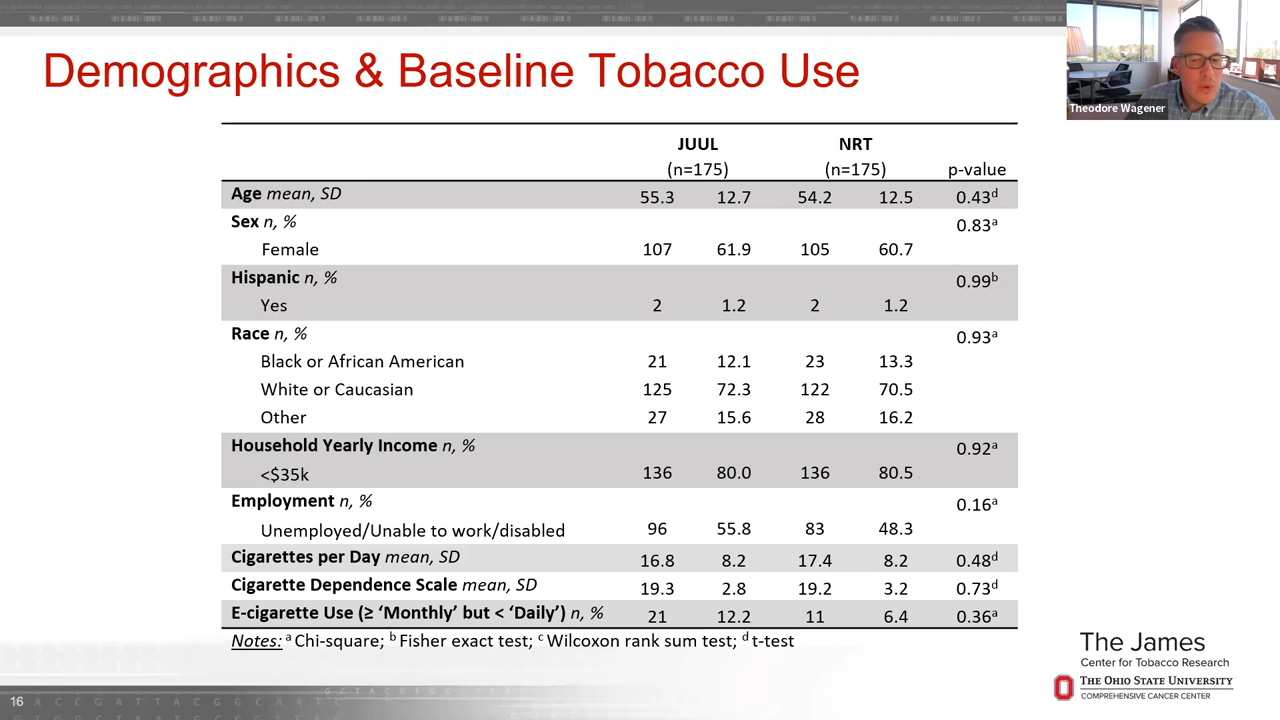 Demographics & Baseline Tobacco Use
Theodore Wagener
JUUL NRT
(n=175) (n=175) p-value
Age mean, SD 55.3 12.7 54.2 12.5 0.43d
Sex n, % 0.83a
Female 107 61.9 105 60.7
Hispanic n, % 0.99b
Yes 2 1.2 2 1.2
Race n, % 0.93a
Black or African American 21 12.1 23 13.3
White or Caucasian 125 72.3 122 70.5
Other 27 15.6 28 16.2
Household Yearly Income n, % 0.92a
<$35k 136 80.0 136 80.5
Employment n, % 0.16a
Unemployed/Unable to work/disabled 96 55.8 83 48.3
Cigarettes per Day mean, SD 16.8 8.2 17.4 8.2 0.48d
Cigarette Dependence Scale mean, SD 19.3 2.8 19.2 3.2 0.73d
E-cigarette Use (≥ ‘Monthly’ but < ‘Daily’) n, % 21 12.2 11 6.4 0.36a
Notes: a Chi-square; b Fisher exact test; c Wilcoxon rank sum test; d t-test
The James
Center for Tobacco Research
THE OHIO STATE UNIVERSITY
COMPREHENSIVE CANCER CENTER
16